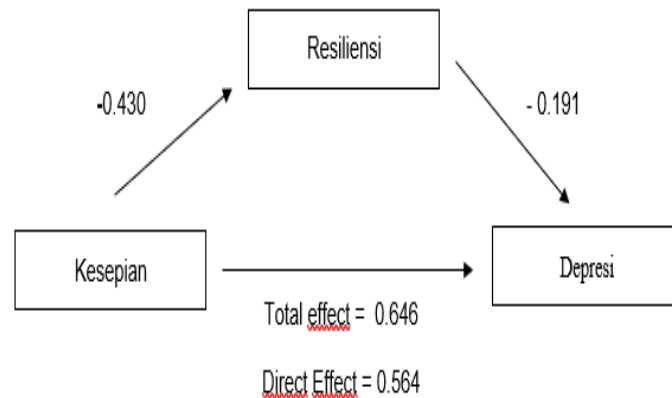 Resiliensi
-0.430
- 0.191
Kesepian
Depresi
Total effect = 0.646
Direct Effect = 0.564